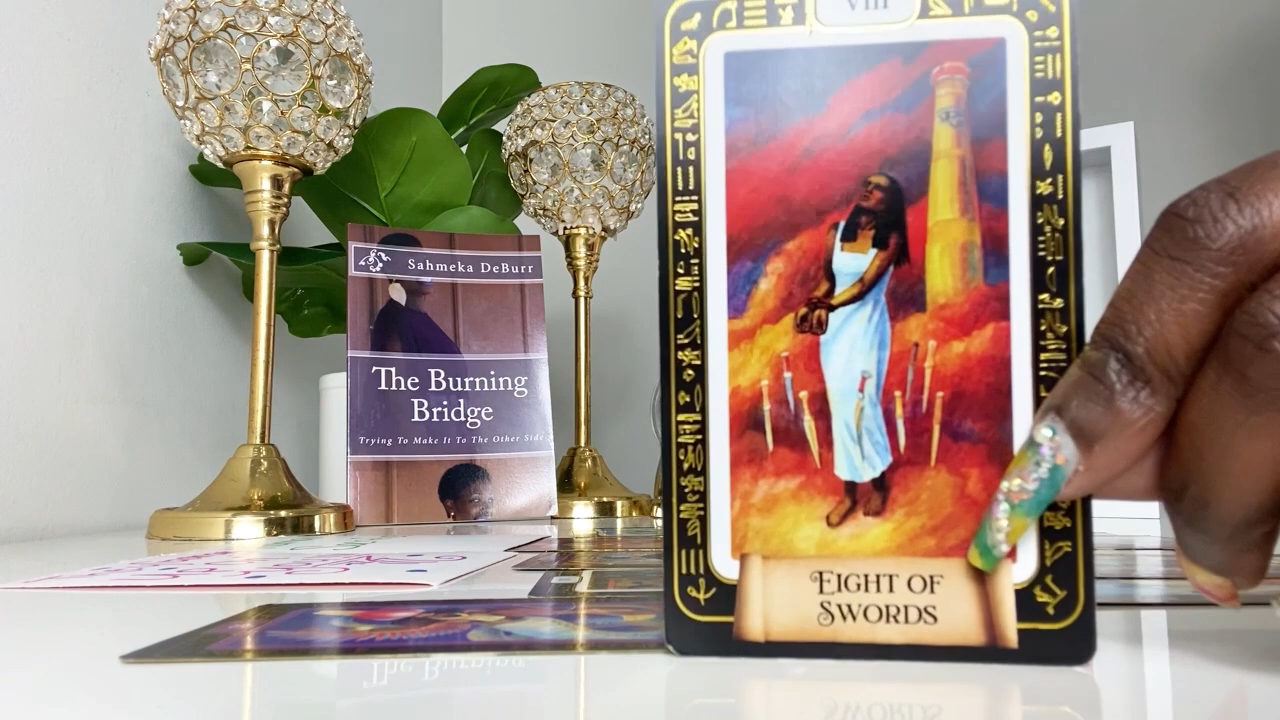 Sahmeka DeBurr
The Burning
Bridge
Trying To Make It To The Other Side
VIII
EIGHT OF
SWORDS